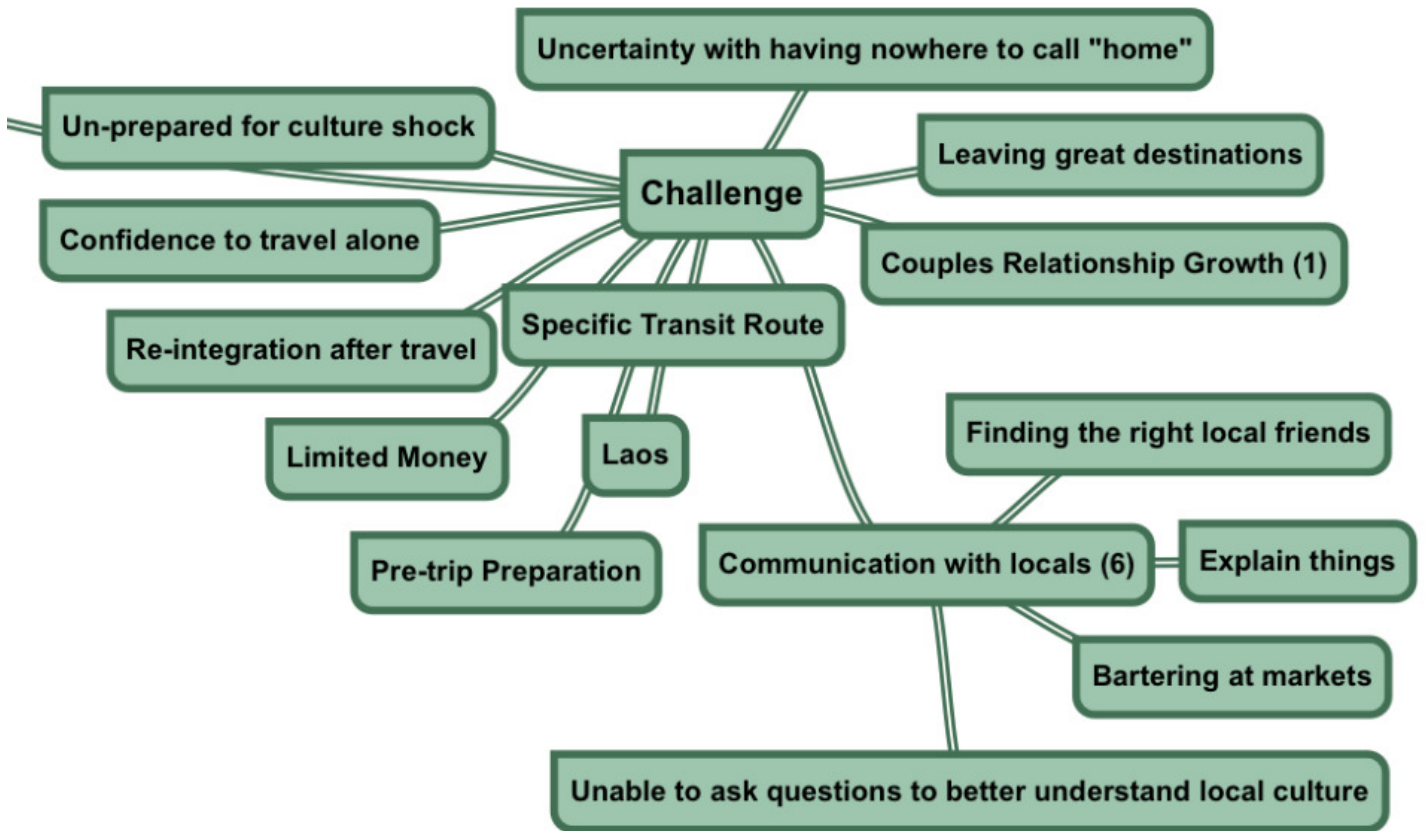 Uncertainty with having nowhere to call "home"
Un-prepared for culture shock
Leaving great destinations
Challenge
Confidence to travel alone
Couples Relationship Growth (1)
Specific Transit Route
Re-integration after travel
Finding the right local friends
Limited Money
Laos
Pre-trip Preparation
Communication with locals (6)
Explain things
Bartering at markets
Unable to ask questions to better understand local culture